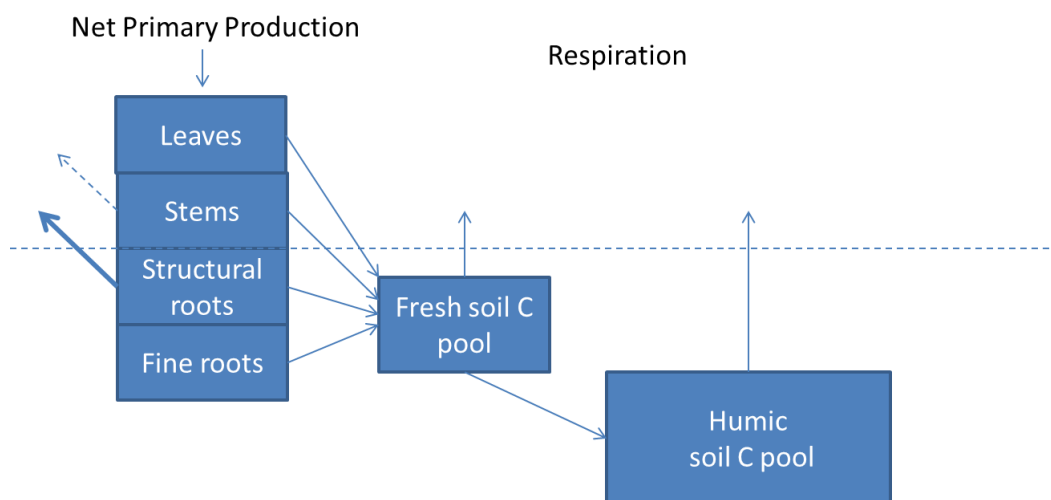 Net Primary Production
Respiration
Leaves
Stems
Structural
roots
Fine roots
Fresh soil C
pool
Humic
soil C pool